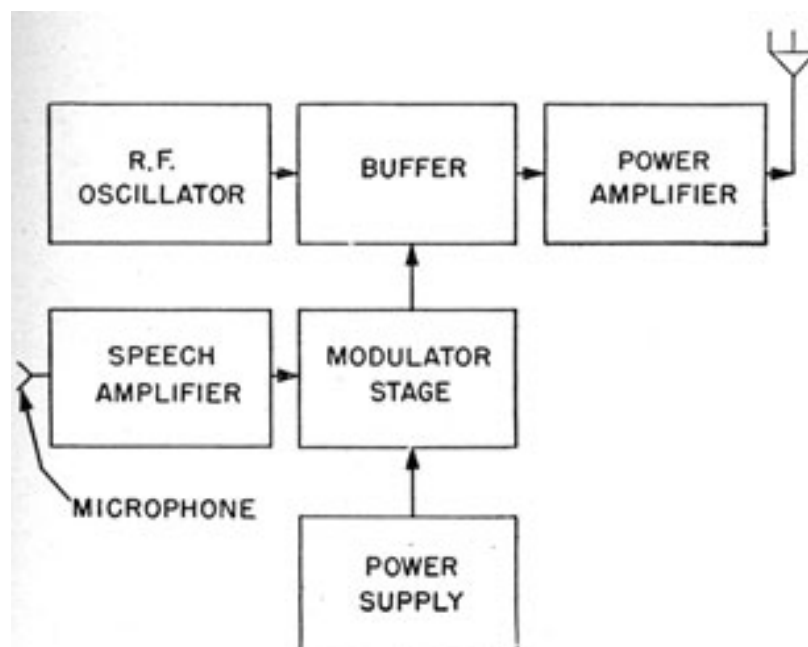 R.F.
OSCILLATOR
BUFFER
POWER
AMPLIFIER
SPEECH
AMPLIFIER
MODULATOR
STAGE
MICROPHONE
POWER
SUPPLY